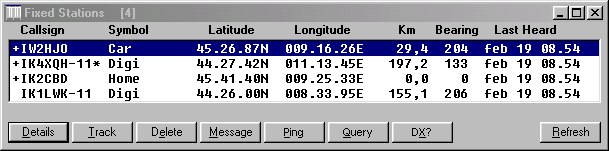 Fixed Stations [4]
Callsign Symbol Latitude Longitude Km Bearing Last Heard
+IW2HJO Car 45.26.87N 009.16.26E 29,4 204 feb 19 08.54
+IK4XQH-11* Digi 44.27.42N 011.13.45E 197,2 133 feb 19 08.54
+IK2CBD Home 45.41.40N 009.25.33E 0,0 0 feb 19 08.54
IK1LWK-11 Digi 44.26.00N 008.33.95E 155,1 206 feb 19 08.54
Details Track Delete Message Ping Query DX? Refresh